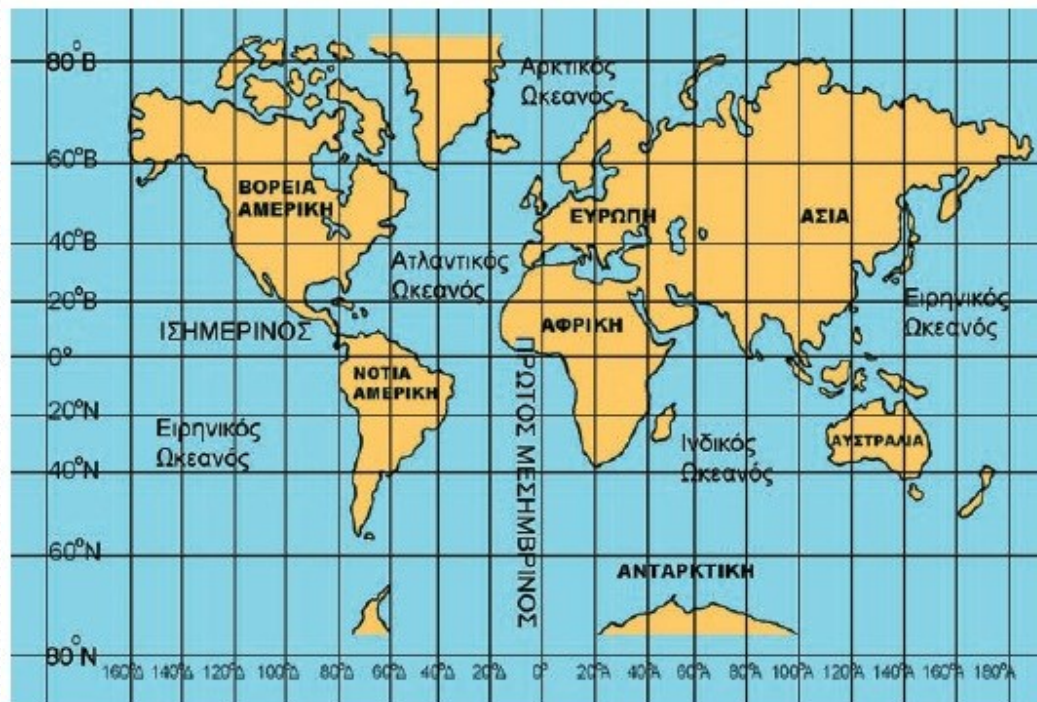 80°Β
Αρκτικός
Ωκεανός
60°Β
ΒΟΡΕΙΑ
ΑΜΕΡΙΚΗ
ΕΥΡΩΠΗ
ΑΣΙΑ
40°Β
Ατλαντικός
Ωκεανός
20°Β
Ειρηνικός
Ωκεανός
ΙΣΗΜΕΡΙΝΟΣ
ΑΦΡΙΚΗ
0°
ΠΡΩΤΟΣ ΜΕΣΗΜΒΡΙΝΟΣ
ΝΟΤΙΑ
ΑΜΕΡΙΚΗ
20°Ν
Ειρηνικός
Ωκεανός
Ινδικός
Ωκεανός
ΑΥΣΤΡΑΛΙΑ
40°Ν
60°Ν
ΑΝΤΑΡΚΤΙΚΗ
80°Ν
160°Δ 140°Δ 120°Δ 100°Δ 80°Δ 60°Δ 40°Δ 20°Δ 0° 20°Α 40°Α 60°Α 80°Α 100°Α 120°Α 140°Α 160°Α 180°Α